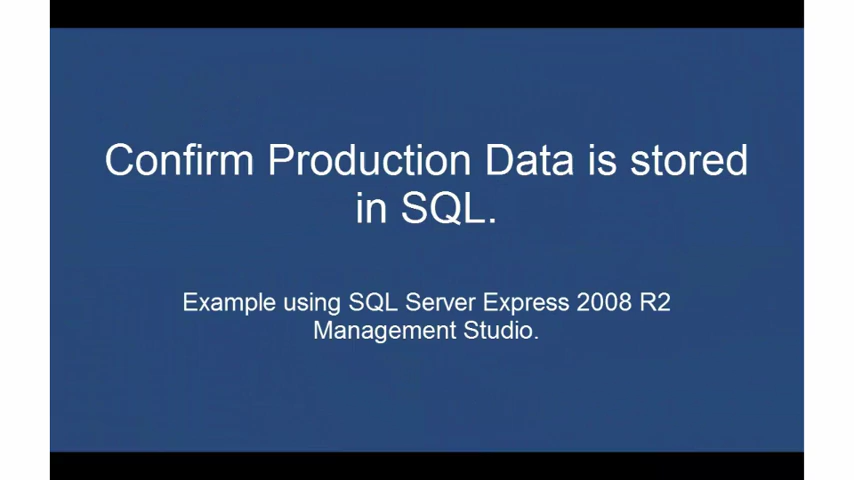 Confirm Production Data is stored
in SQL.
Example using SQL Server Express 2008 R2
Management Studio.